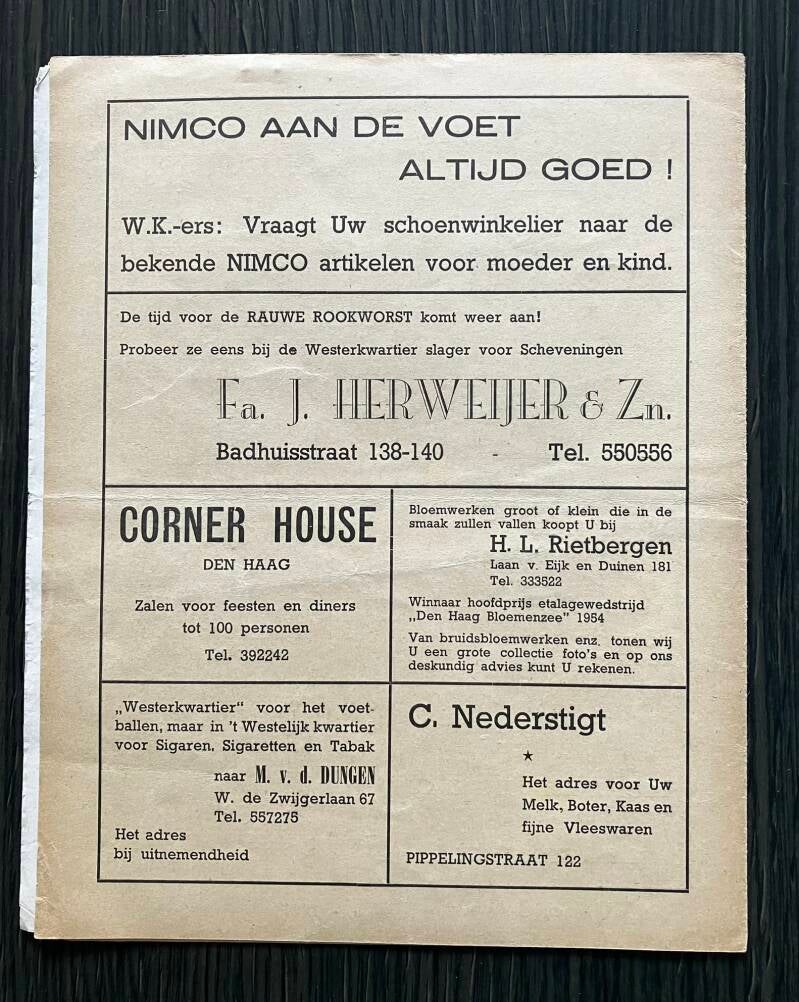 NIMCO AAN DE VOET
ALTIJD GOED !
W.K.-ers: Vraagt Uw schoenwinkelier naar de
bekende NIMCO artikelen voor moeder en kind.
De tijd voor de RAUWE ROOKWORST komt weer aan!
Probeer ze eens bij de Westerkwartier slager voor Scheveningen
Fa. J. HERWEIJER & Zn.
Badhuisstraat 138-140 - Tel. 550556
CORNER HOUSE
DEN HAAG
Zalen voor feesten en diners
tot 100 personen
Tel. 392242
Bloemwerken groot of klein die in de
smaak zullen vallen koopt U bij
H. L. Rietbergen
Laan v. Eijk en Duinen 181
Tel. 333522
Winnaar hoofdprijs etalagewedstrijd
„Den Haag Bloemenzee" 1954
Van bruidsbloemwerken enz. tonen wij
U een grote collectie foto's en op ons
deskundig advies kunt U rekenen.
„Westerkwartier" voor het voet-
ballen, maar in 't Westelijk kwartier
voor Sigaren, Sigaretten en Tabak
naar M. v. d. DUNGEN
W. de Zwijgerlaan 67
Tel. 557275
Het adres
bij uitnemendheid
C. Nederstigt
★
Het adres voor Uw
Melk, Boter, Kaas en
fijne Vleeswaren
PIPPELINGSTRAAT 122